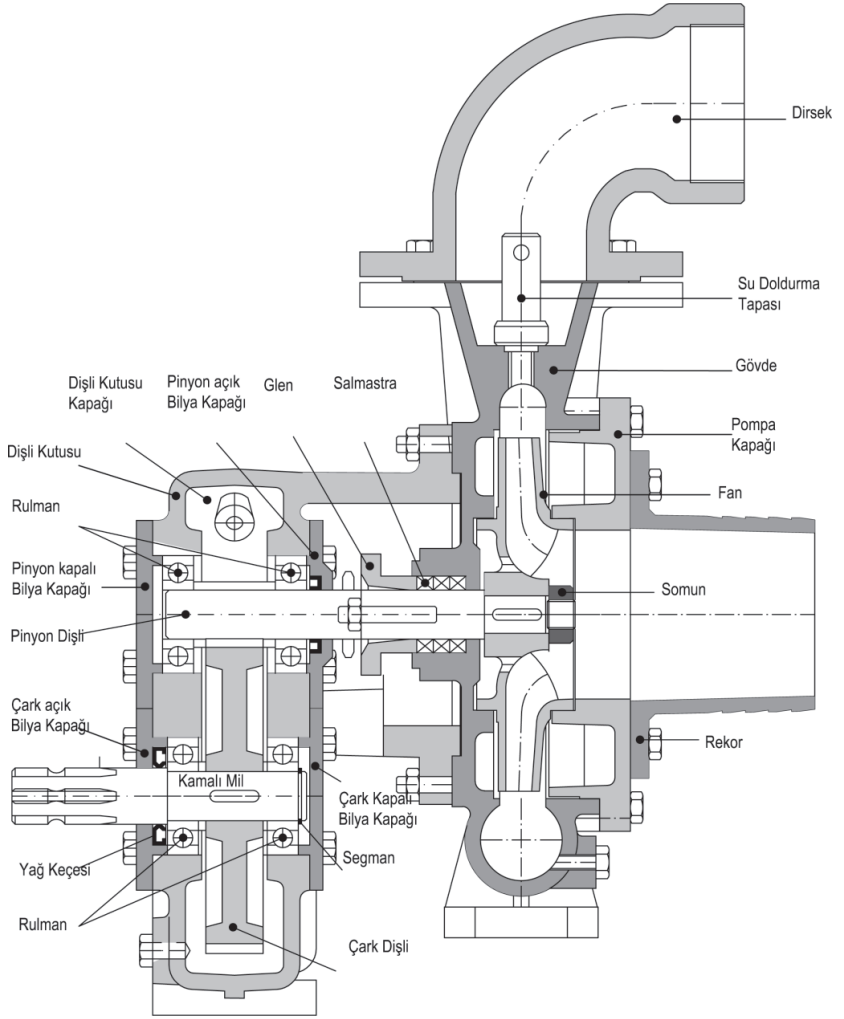 Dirsek
Su Doldurma
Tapası
Gövde
Dişli Kutusu
Kapağı
Pinyon açık
Bilya Kapağı
Glen
Salmastra
Pompa
Kapağı
Dişli Kutusu
Fan
Rulman
Pinyon kapalı
Bilya Kapağı
Somun
Pinyon Dişli
Çark açık
Bilya Kapağı
Rekor
Kamalı Mil
Çark Kapalı
Bilya Kapağı
Yağ Keçesi
Segman
Rulman
Çark Dişli